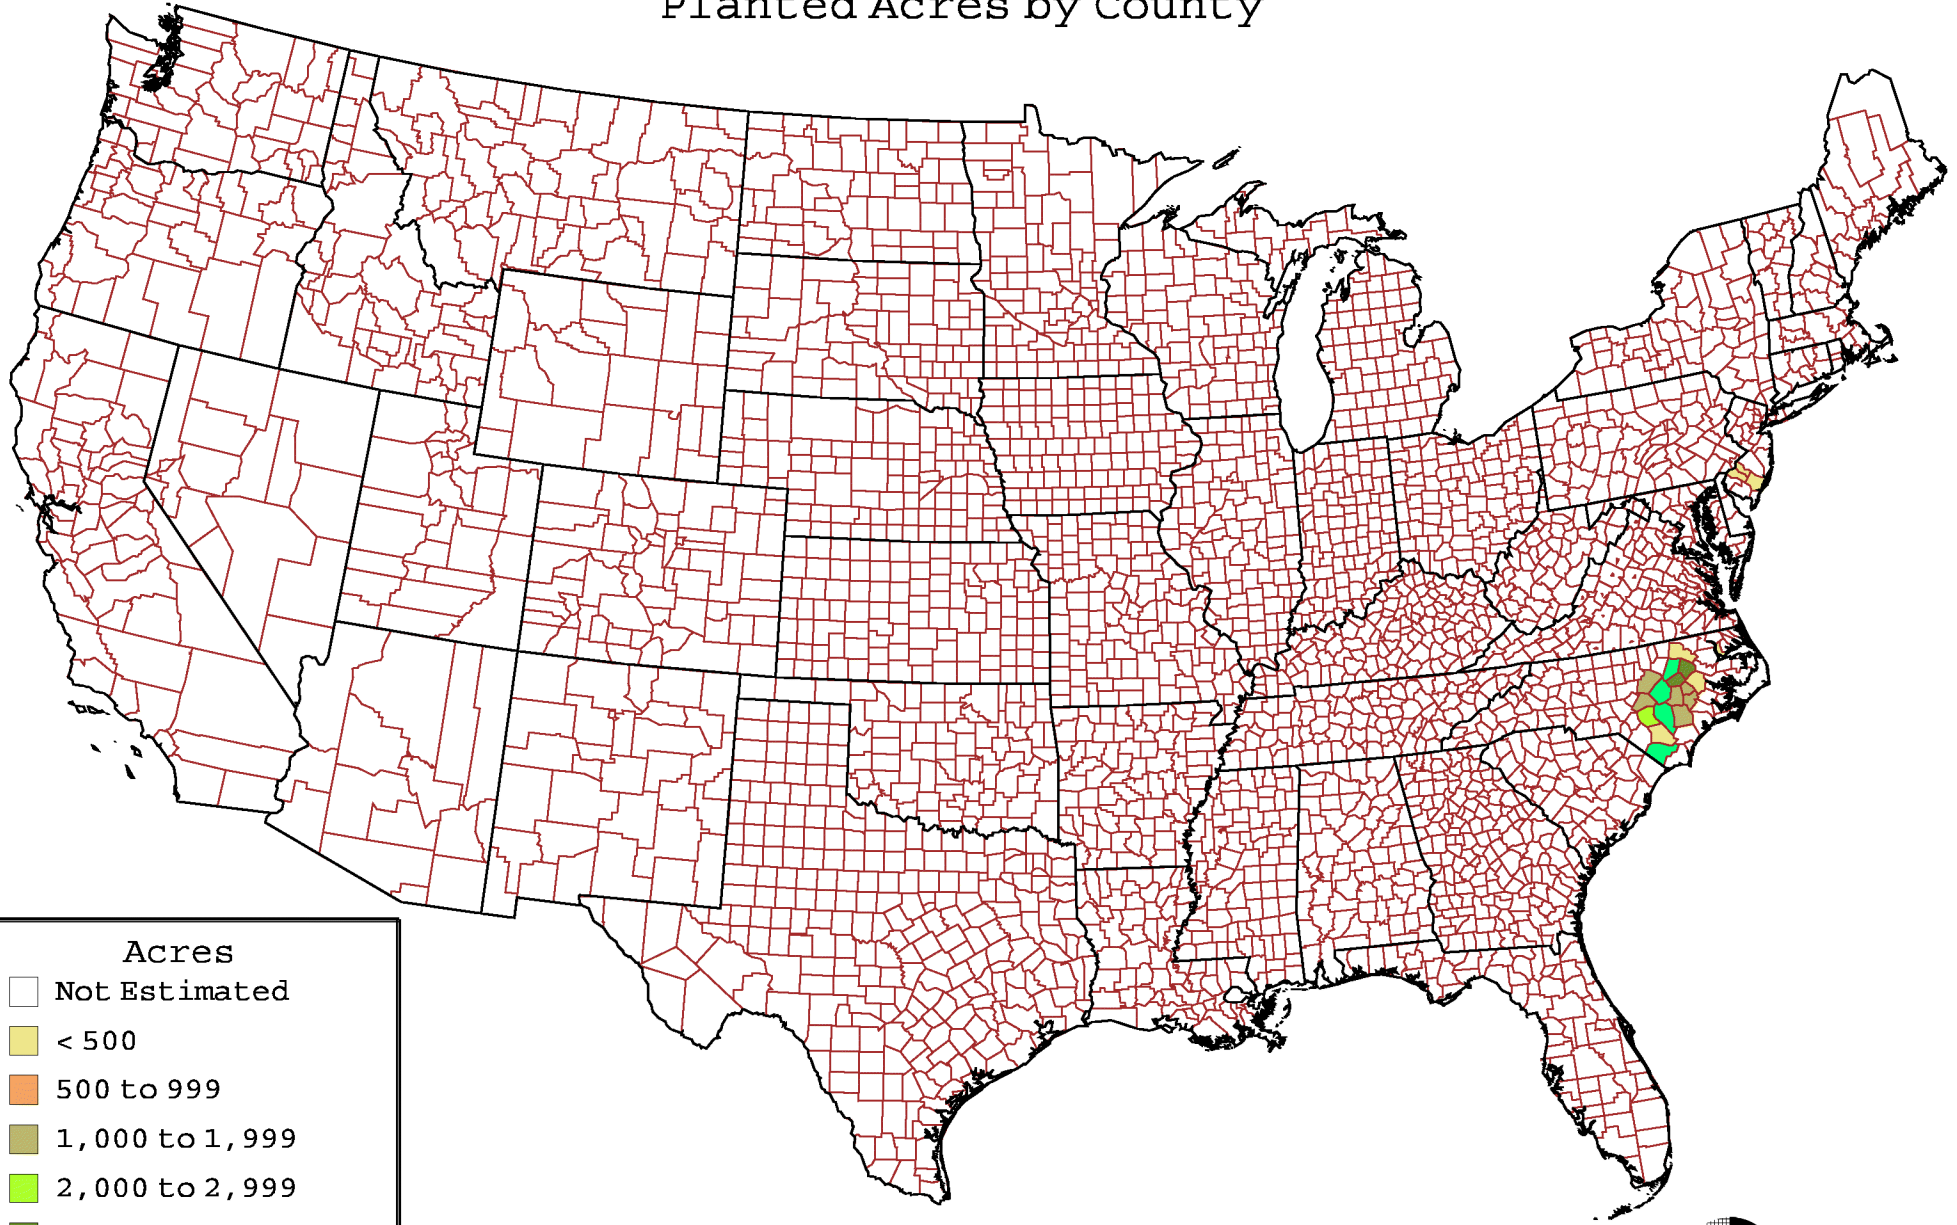 Planted Acres by County
Acres
Not Estimated
< 500
500 to 999
1,000 to 1,999
2,000 to 2,999